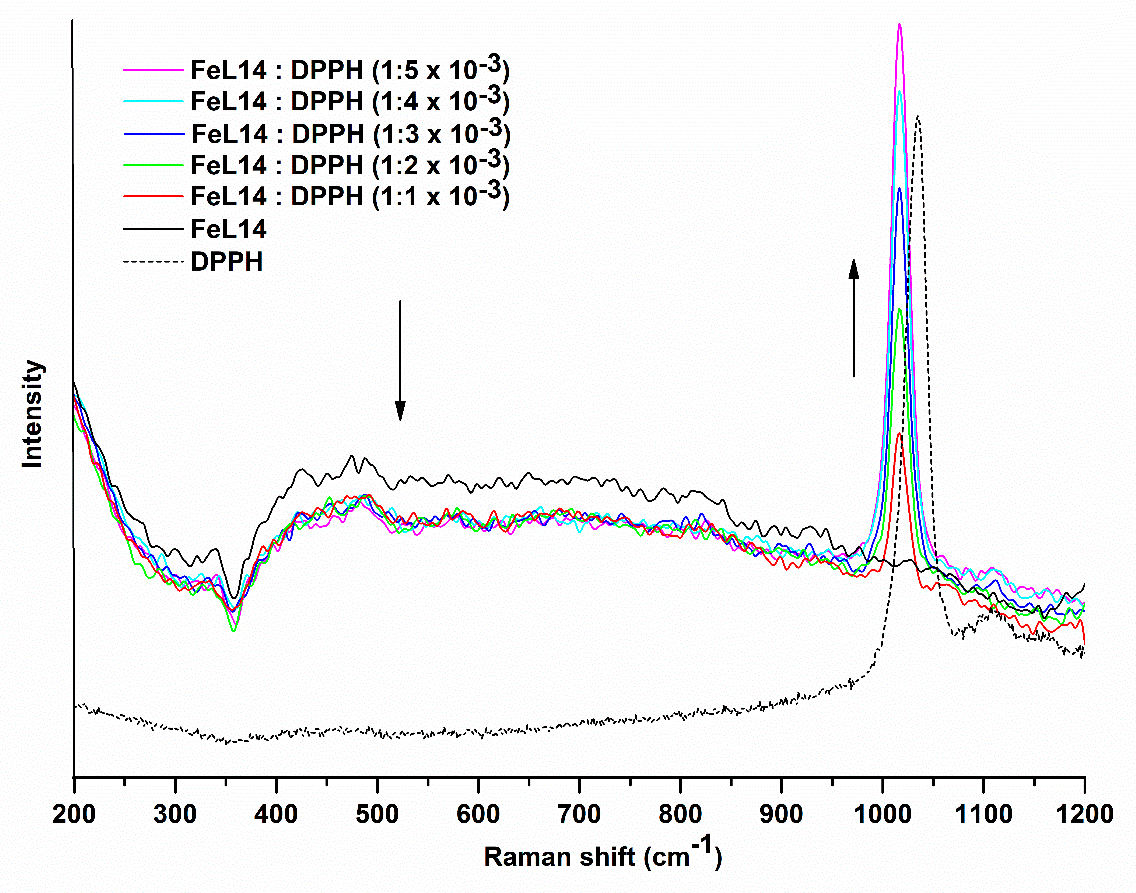 FeL14 : DPPH (1:5 x 10⁻³)
FeL14 : DPPH (1:4 x 10⁻³)
FeL14 : DPPH (1:3 x 10⁻³)
FeL14 : DPPH (1:2 x 10⁻³)
FeL14 : DPPH (1:1 x 10⁻³)
FeL14
DPPH
Intensity
200 300 400 500 600 700 800 900 1000 1100 1200
Raman shift (cm⁻¹)